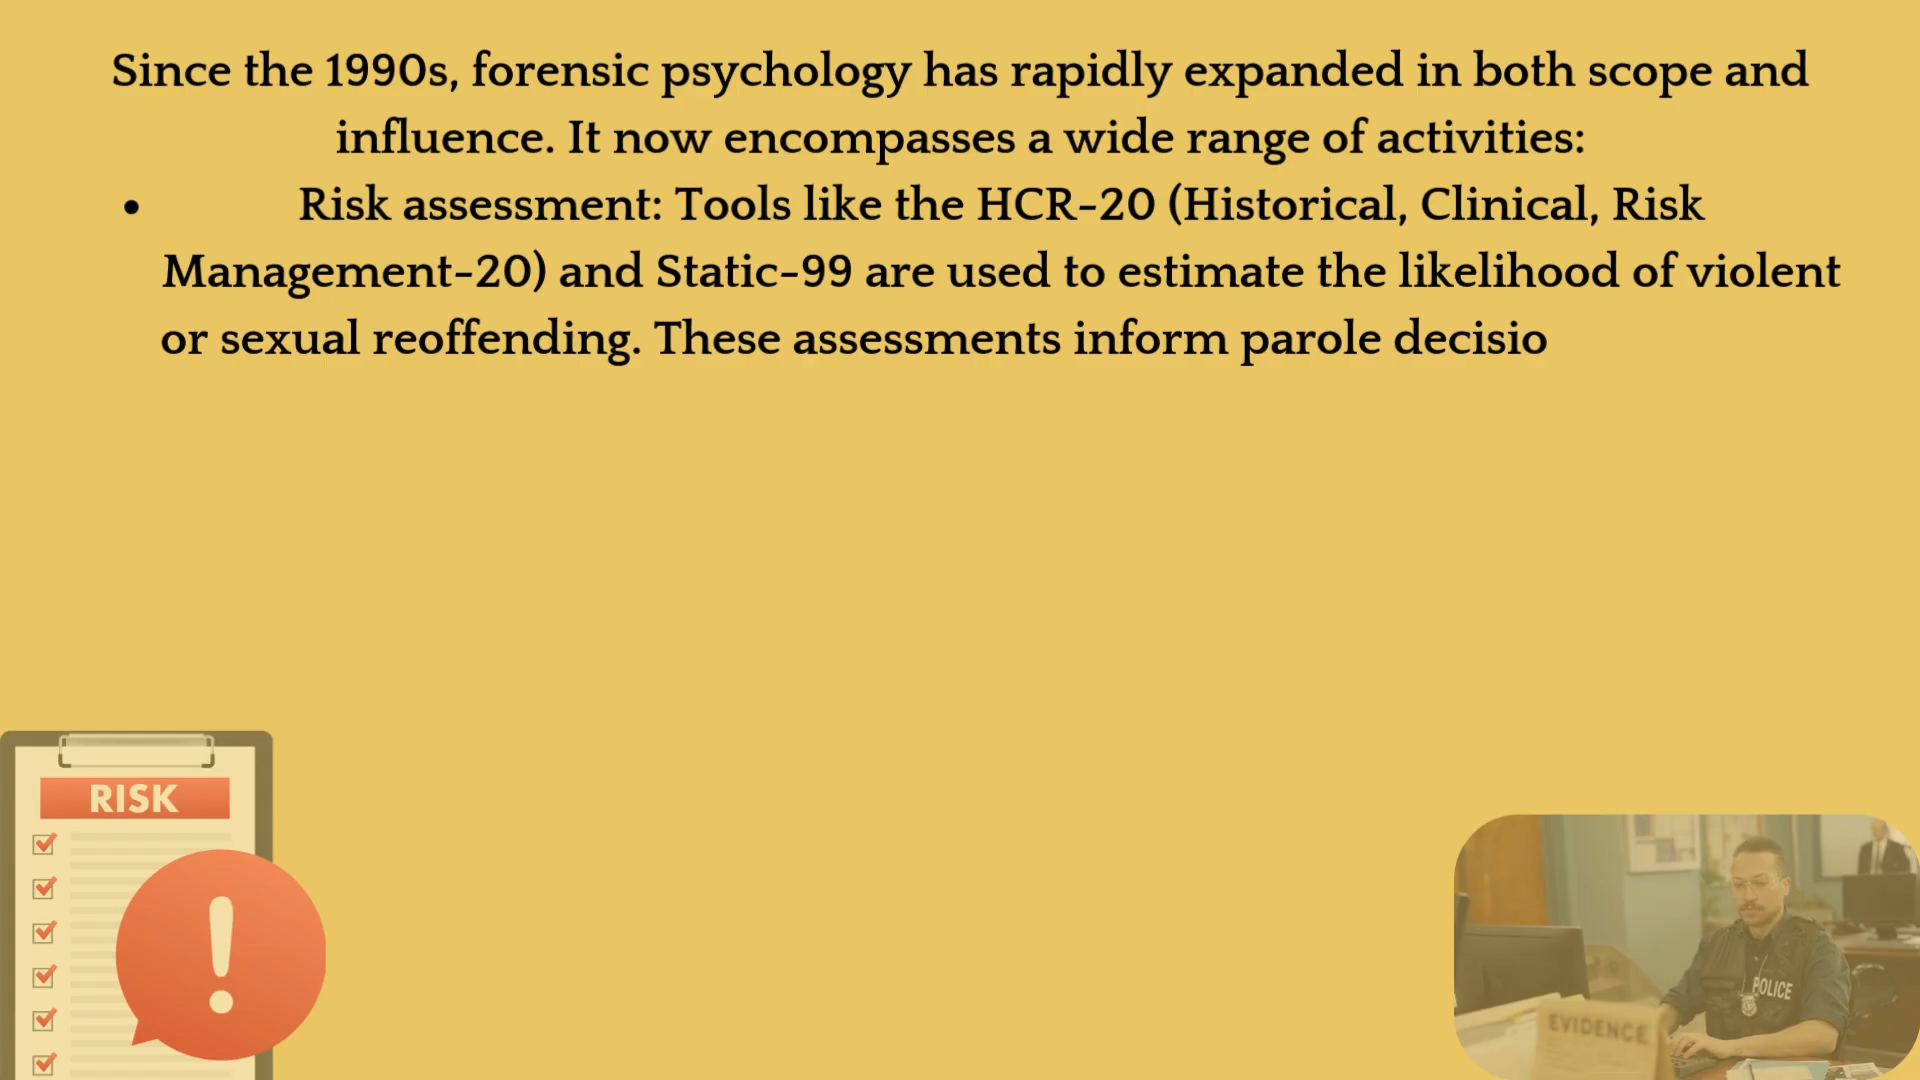 Since the 1990s, forensic psychology has rapidly expanded in both scope and
influence. It now encompasses a wide range of activities:
• Risk assessment: Tools like the HCR-20 (Historical, Clinical, Risk
Management-20) and Static-99 are used to estimate the likelihood of violent
or sexual reoffending. These assessments inform parole decisio
RISK
!
POLICE
EVIDENCE